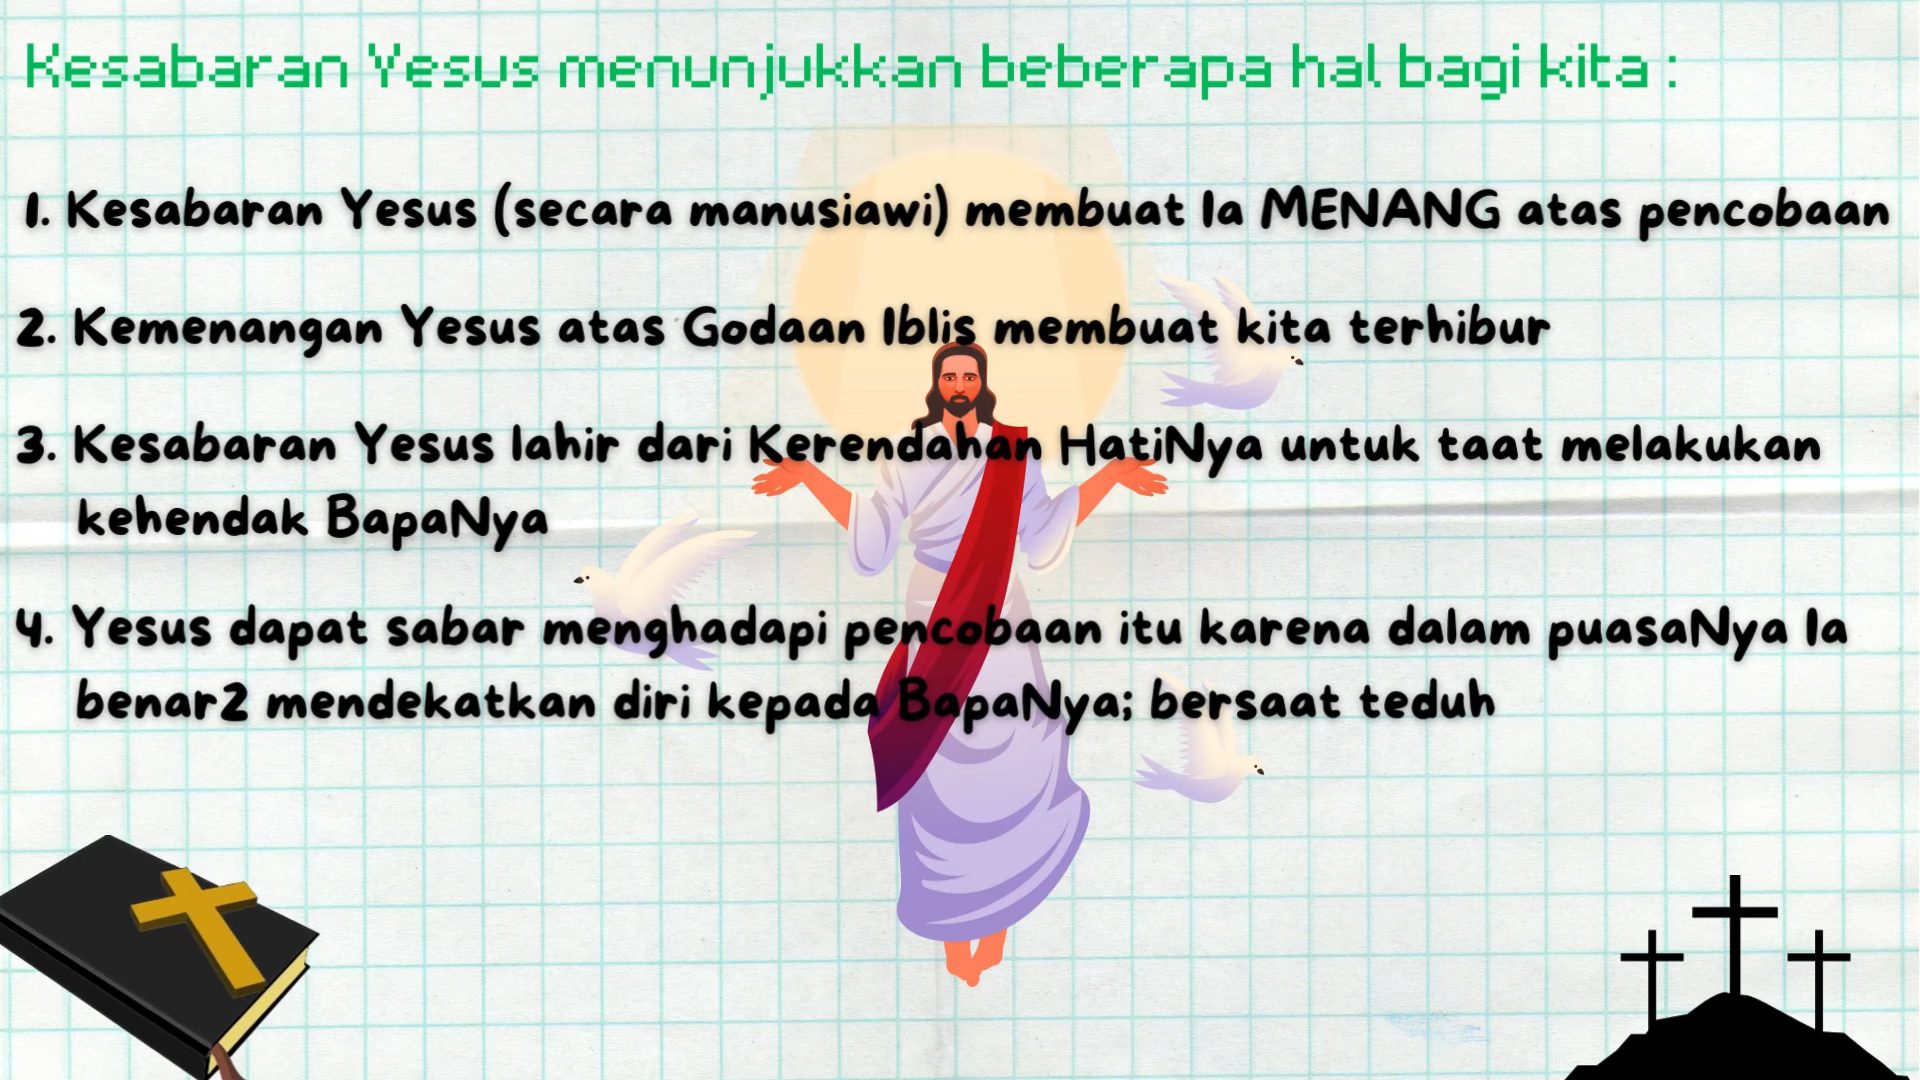 Kesabaran Yesus menunjukkan beberapa hal bagi kita :
1. Kesabaran Yesus (secara manusiawi) membuat Ia MENANG atas pencobaan
2. Kemenangan Yesus atas Godaan Iblis membuat kita terhibur
3. Kesabaran Yesus lahir dari Kerendahan HatiNya untuk taat melakukan
kehendak BapaNya
4. Yesus dapat sabar menghadapi pencobaan itu karena dalam puasaNya Ia
benar2 mendekatkan diri kepada BapaNya; bersaat teduh